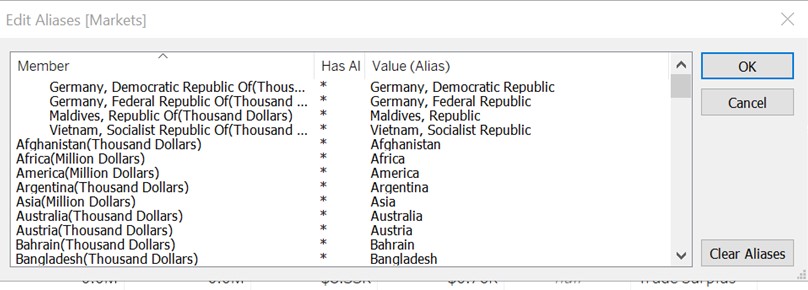 Edit Aliases [Markets]
Member Has Al Value (Alias)
Germany, Democratic Republic Of(Thous... * Germany, Democratic Republic
Germany, Federal Republic Of(Thousand ... * Germany, Federal Republic
Maldives, Republic Of(Thousand Dollars) * Maldives, Republic
Vietnam, Socialist Republic Of(Thousand ... * Vietnam, Socialist Republic
Afghanistan(Thousand Dollars) * Afghanistan
Africa(Million Dollars) * Africa
America(Million Dollars) * America
Argentina(Thousand Dollars) * Argentina
Asia(Million Dollars) * Asia
Australia(Thousand Dollars) * Australia
Austria(Thousand Dollars) * Austria
Bahrain(Thousand Dollars) * Bahrain
Bangladesh(Thousand Dollars) * Bangladesh
OK
Cancel
Clear Aliases